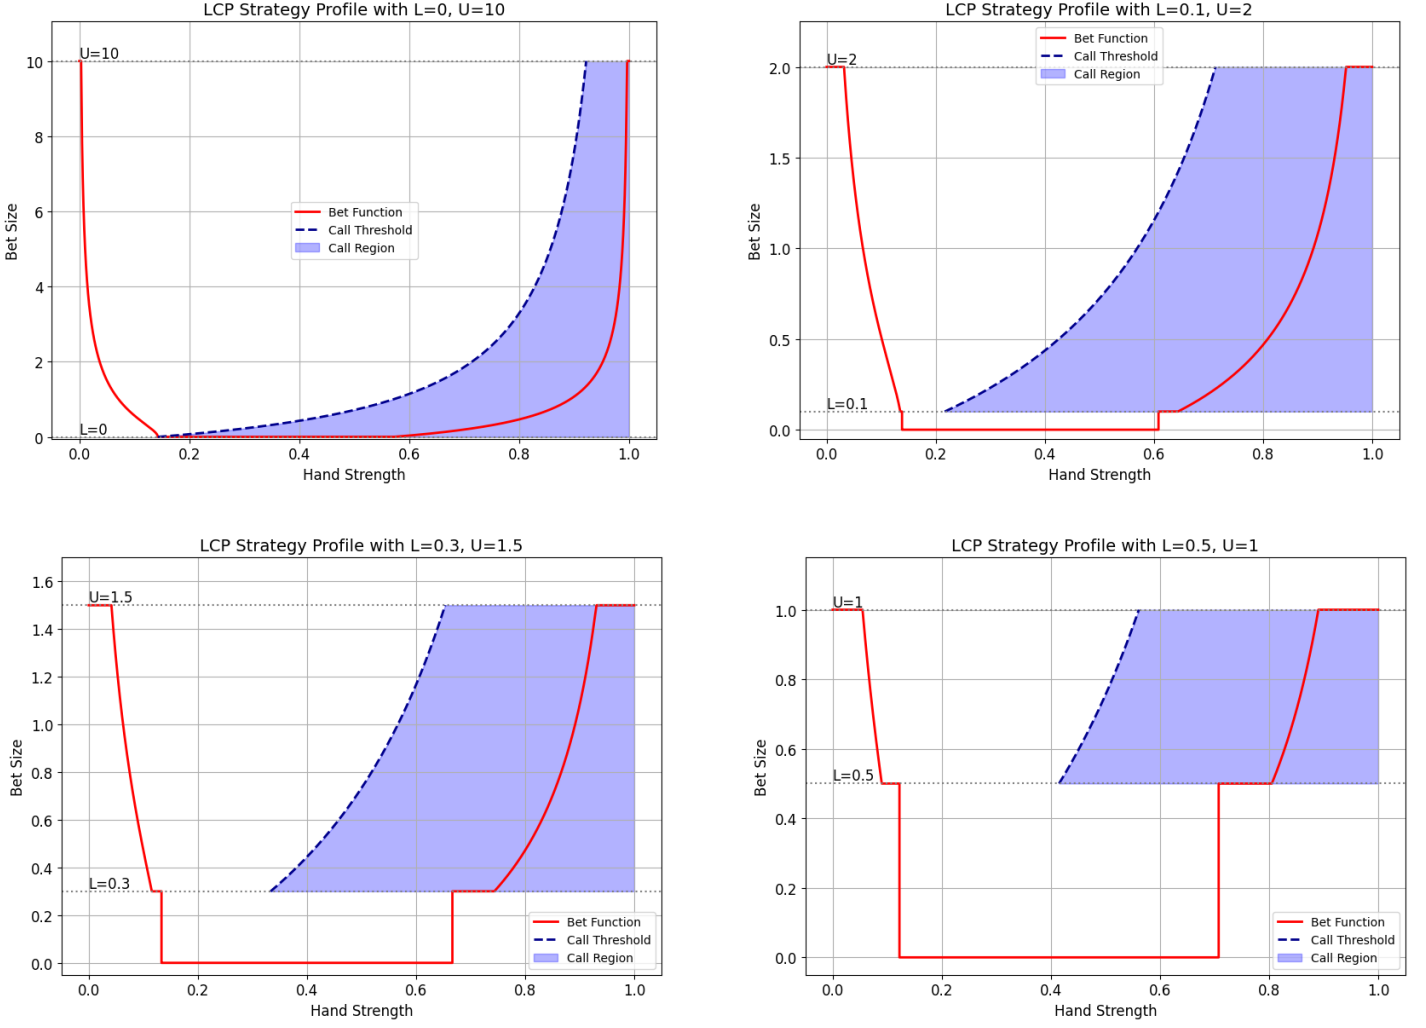 LCP Strategy Profile with L=0, U=10
Bet Size
10
8
6
4
2
0
U=10
L=0
Bet Function
Call Threshold
Call Region
0.0 0.2 0.4 0.6 0.8 1.0
Hand Strength
LCP Strategy Profile with L=0.1, U=2
Bet Size
2.0
1.5
1.0
0.5
0.0
U=2
L=0.1
Bet Function
Call Threshold
Call Region
0.0 0.2 0.4 0.6 0.8 1.0
Hand Strength
LCP Strategy Profile with L=0.3, U=1.5
Bet Size
1.6
1.4
1.2
1.0
0.8
0.6
0.4
0.2
0.0
U=1.5
L=0.3
Bet Function
Call Threshold
Call Region
0.0 0.2 0.4 0.6 0.8 1.0
Hand Strength
LCP Strategy Profile with L=0.5, U=1
Bet Size
1.0
0.8
0.6
0.4
0.2
0.0
U=1
L=0.5
Bet Function
Call Threshold
Call Region
0.0 0.2 0.4 0.6 0.8 1.0
Hand Strength